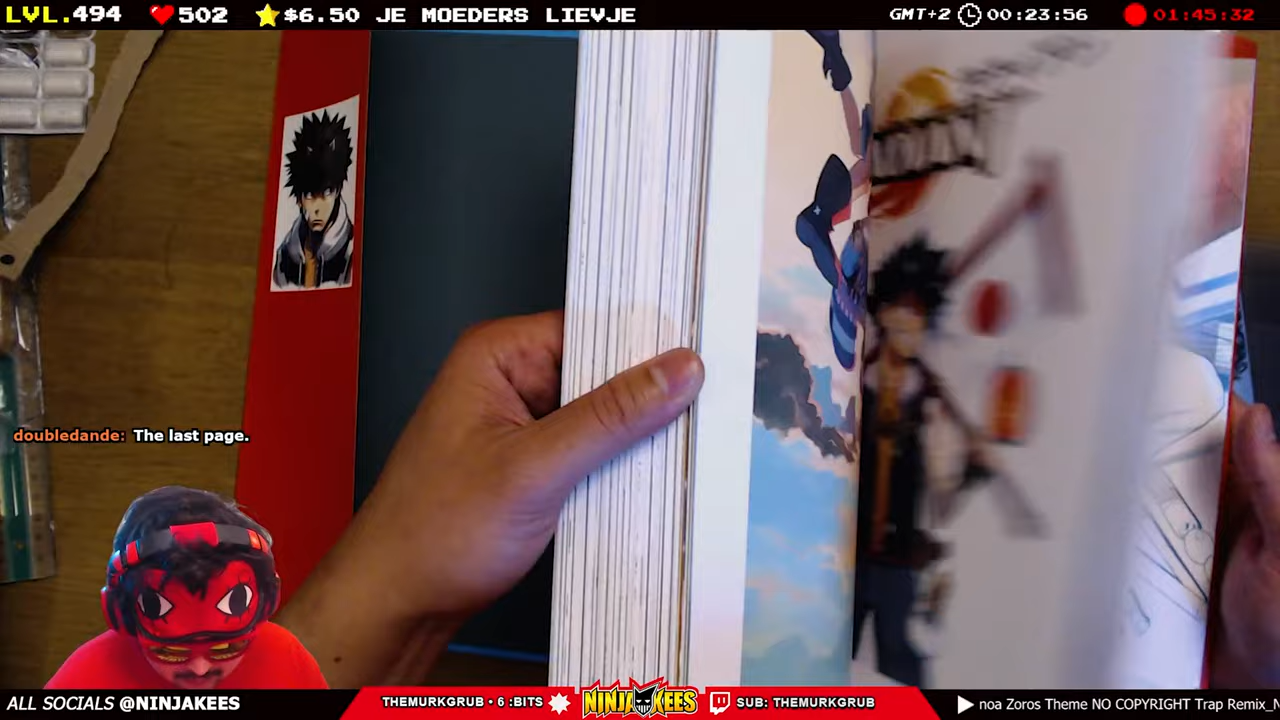 LVL.494 502 $6.50 JE MOEDERS LIEVJE GMT+2 00:23:56 01:45:32
doubledande: The last page.
ALL SOCIALS @NINJAKEES THEMURKGRUB • 6 :BITS NINJAKEES SUB: THEMURKGRUB noa Zoros Theme NO COPYRIGHT Trap Remix_